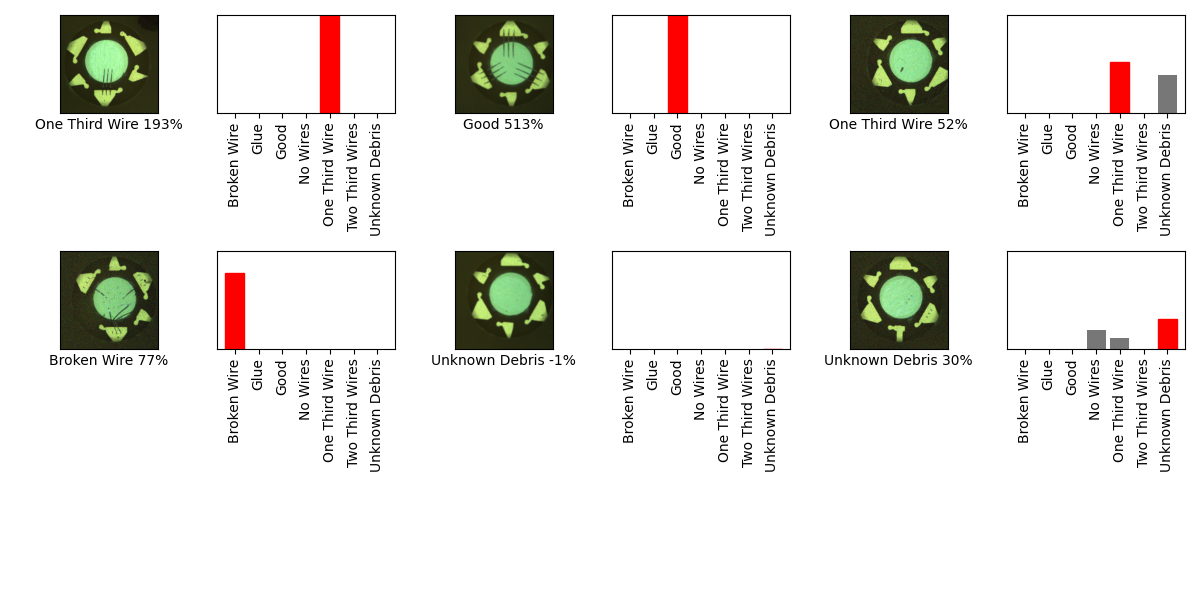 One Third Wire 193%
Broken Wire
Glue
Good
No Wires
One Third Wire
Two Third Wires
Unknown Debris
Good 513%
Broken Wire
Glue
Good
No Wires
One Third Wire
Two Third Wires
Unknown Debris
One Third Wire 52%
Broken Wire
Glue
Good
No Wires
One Third Wire
Two Third Wires
Unknown Debris
Broken Wire 77%
Broken Wire
Glue
Good
No Wires
One Third Wire
Two Third Wires
Unknown Debris
Unknown Debris -1%
Broken Wire
Glue
Good
No Wires
One Third Wire
Two Third Wires
Unknown Debris
Unknown Debris 30%
Broken Wire
Glue
Good
No Wires
One Third Wire
Two Third Wires
Unknown Debris